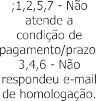 ;1,2,5,7 - Não
atende a
condição de
pagamento/prazo
3,4,6 - Não
respondeu e-mail
de homologação.